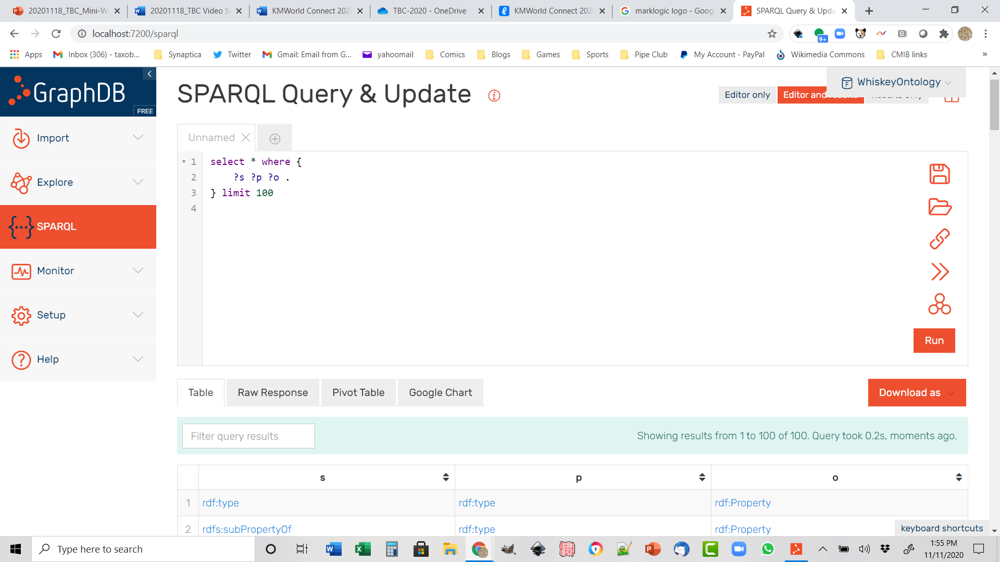 20201118_TBC_Mini-W
20201118_TBC Video S
KMWorld Connect 202
TBC-2020 - OneDrive
KMWorld Connect 202
marklogic logo - Goog
SPARQL Query & Upda
localhost:7200/sparql
9+
Apps
Inbox (306) - taxob...
Synaptica
Twitter
Gmail: Email from G...
yahoomail
Comics
Blogs
Games
Sports
Pipe Club
My Account - PayPal
Wikimedia Commons
CMIB links
»
GraphDB
FREE
Import
Explore
SPARQL
Monitor
Setup
Help
SPARQL Query & Update
Editor only
Editor and results
Results only
WhiskeyOntology
Unnamed
1 select * where {
2 ?s ?p ?o .
3 } limit 100
4
Run
Table
Raw Response
Pivot Table
Google Chart
Download as
Filter query results
Showing results from 1 to 100 of 100. Query took 0.2s, moments ago.
s p o
1 rdf:type rdf:type rdf:Property
2 rdfs:subPropertyOf rdf:type rdf:Property
keyboard shortcuts
Type here to search
1:55 PM
11/11/2020